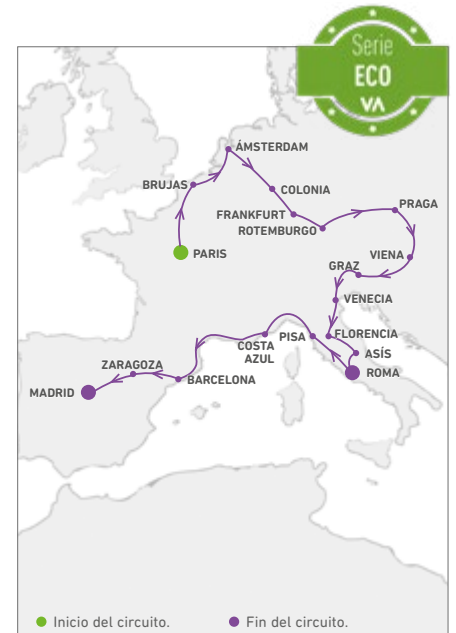 Serie
ECO
VA
ÁMSTERDAM
BRUJAS
COLONIA
FRANKFURT
PRAGA
ROTEMBURGO
PARIS
VIENA
GRAZ
VENECIA
PISA
FLORENCIA
COSTA
AZUL
ASÍS
ZARAGOZA
ROMA
BARCELONA
MADRID
Inicio del circuito.
Fin del circuito.